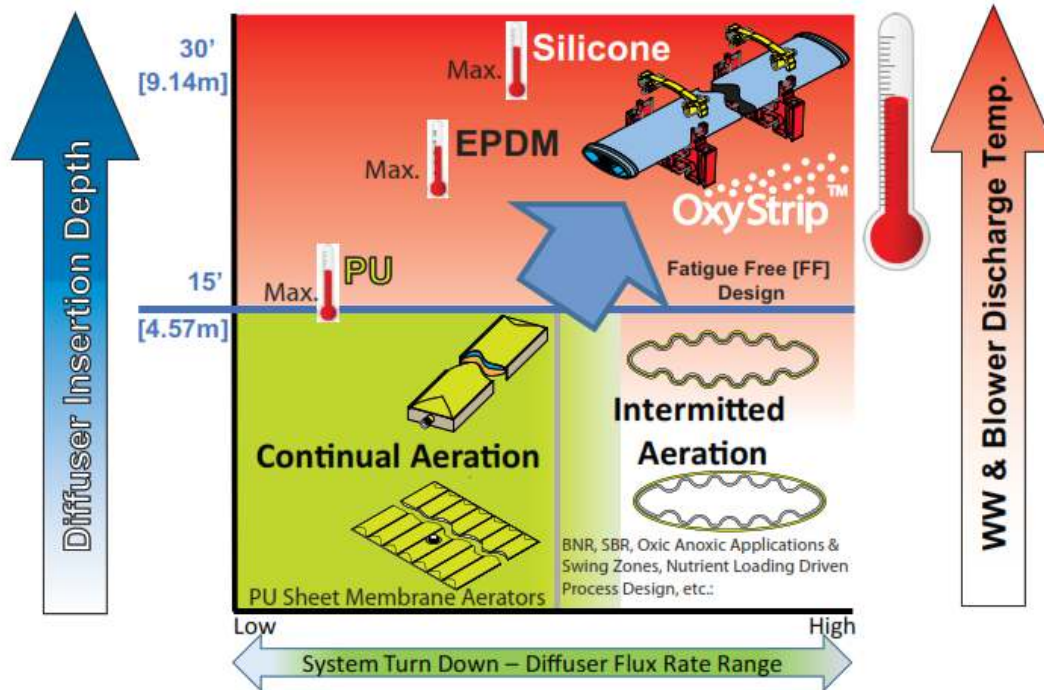 30'
[9.14m]
15'
[4.57m]
Diffuser Insertion Depth
Max.
Silicone
Max.
EPDM
Max.
PU
OxyStrip™
Fatigue Free [FF]
Design
WW & Blower Discharge Temp.
Continual Aeration
PU Sheet Membrane Aerators
Intermitted
Aeration
BNR, SBR, Oxic Anoxic Applications &
Swing Zones, Nutrient Loading Driven
Process Design, etc.:
Low
High
System Turn Down – Diffuser Flux Rate Range